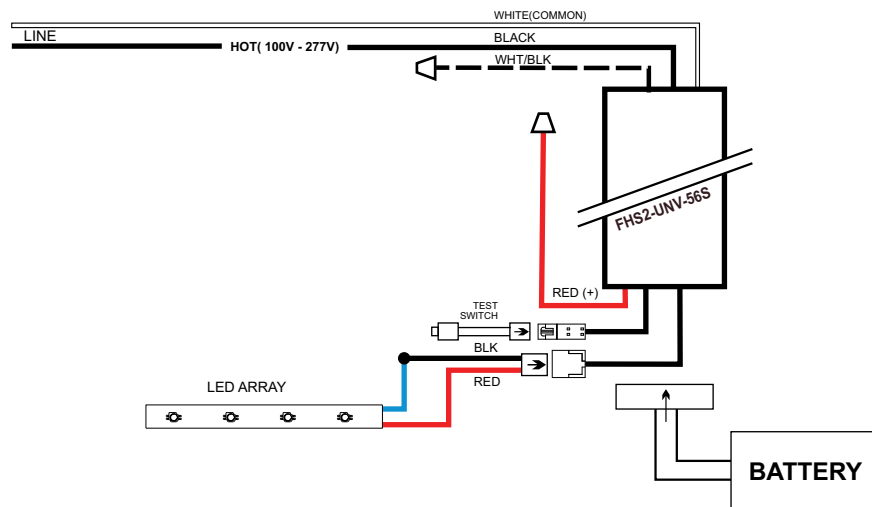 WHITE(COMMON)
LINE
HOT( 100V - 277V)
BLACK
WHT/BLK
FHS2-UNV-56S
RED (+)
TEST
SWITCH
BLK
RED
LED ARRAY
BATTERY